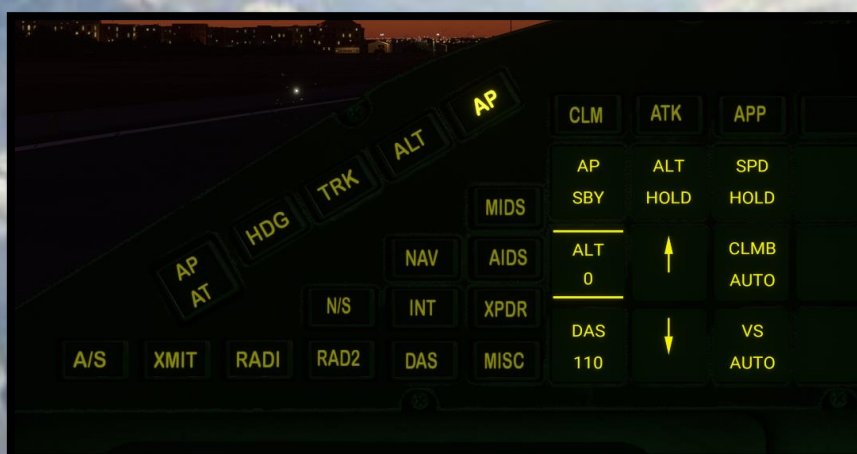 AP
ALT
TRK
HDG
AP
AT
MIDS
NAV
AIDS
N/S
INT
XPDR
A/S
XMIT
RAD1
RAD2
DAS
MISC
CLM
ATK
APP
AP
SBY
ALT
HOLD
SPD
HOLD
ALT
0
CLMB
AUTO
DAS
110
VS
AUTO